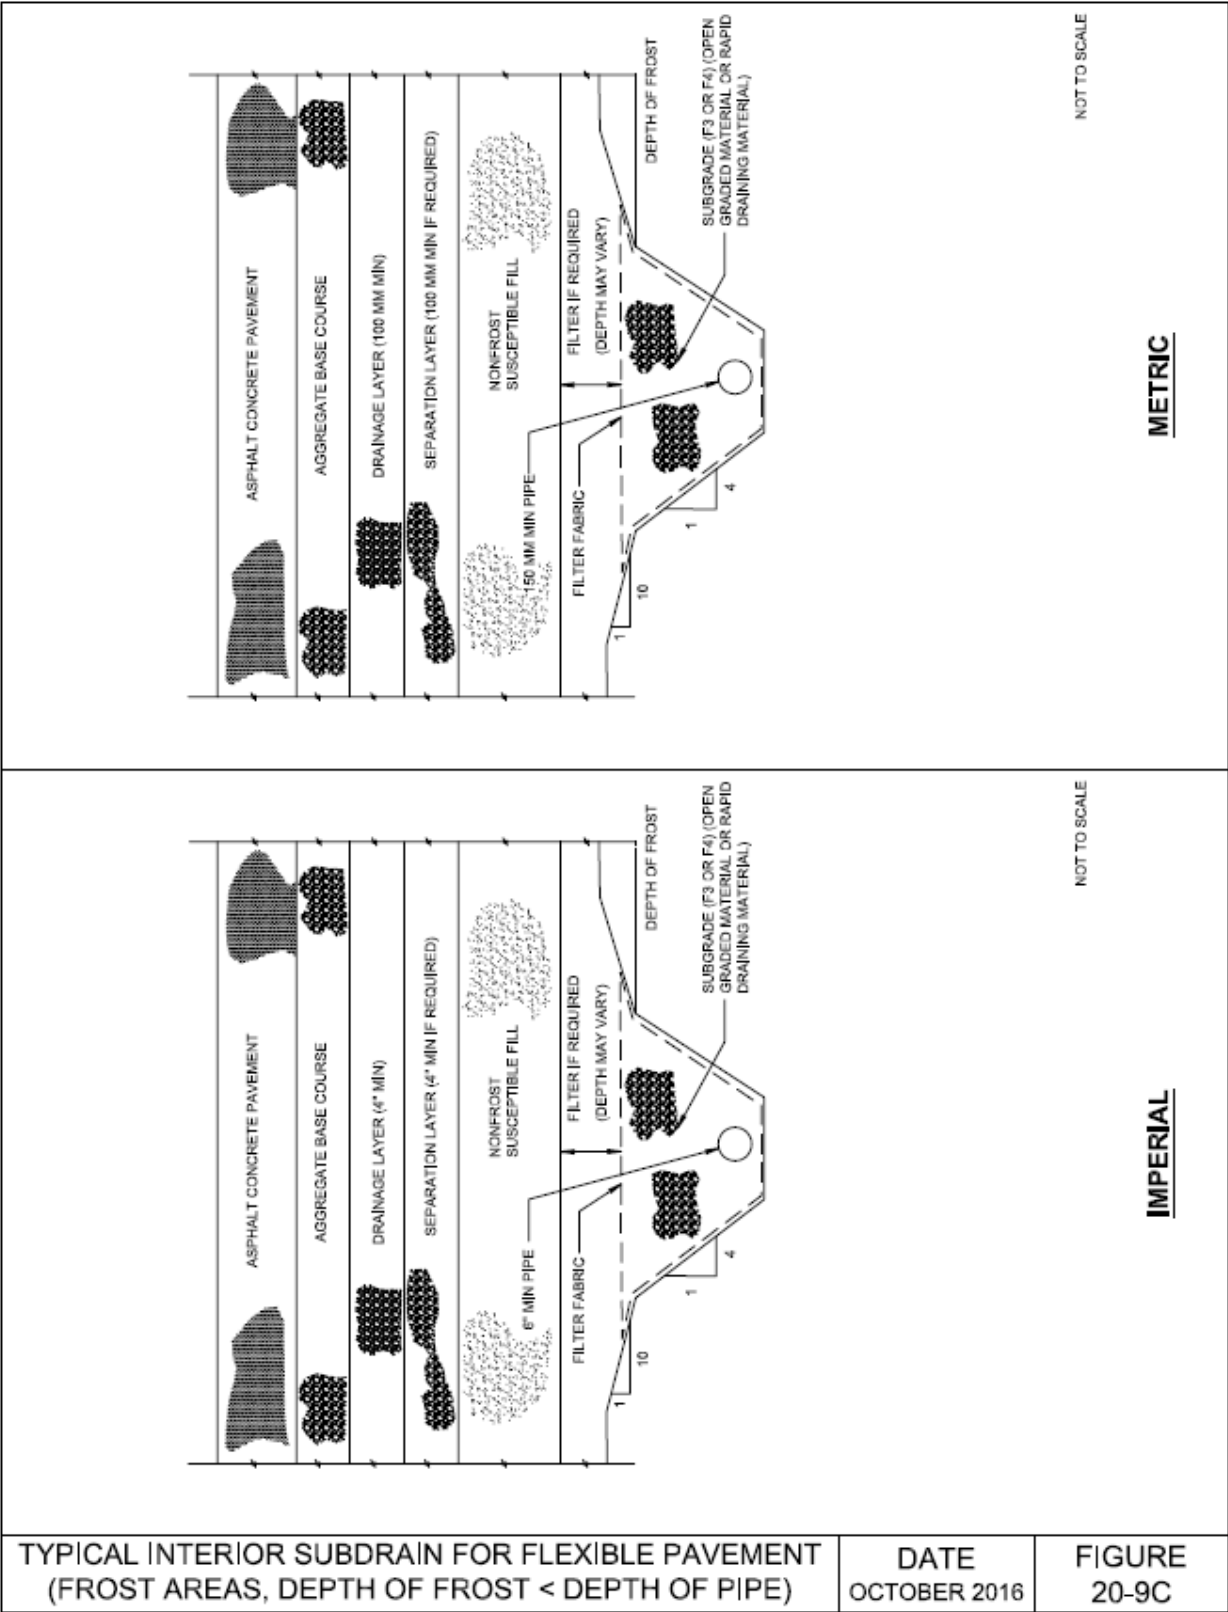 ASPHALT CONCRETE PAVEMENT
AGGREGATE BASE COURSE
DRAINAGE LAYER (100 MM MIN)
SEPARATION LAYER (100 MM MIN IF REQUIRED)
NONFROST
SUSCEPTIBLE FILL
150 MM MIN PIPE
FILTER IF REQUIRED
(DEPTH MAY VARY)
FILTER FABRIC
DEPTH OF FROST
SUBGRADE (F3 OR F4) (OPEN
GRADED MATERIAL OR RAPID
DRAINING MATERIAL)
1
10
1
4
NOT TO SCALE
METRIC
ASPHALT CONCRETE PAVEMENT
AGGREGATE BASE COURSE
DRAINAGE LAYER (4" MIN)
SEPARATION LAYER (4" MIN IF REQUIRED)
NONFROST
SUSCEPTIBLE FILL
6" MIN PIPE
FILTER IF REQUIRED
(DEPTH MAY VARY)
FILTER FABRIC
DEPTH OF FROST
SUBGRADE (F3 OR F4) (OPEN
GRADED MATERIAL OR RAPID
DRAINING MATERIAL)
1
10
1
4
NOT TO SCALE
IMPERIAL
TYPICAL INTERIOR SUBDRAIN FOR FLEXIBLE PAVEMENT
(FROST AREAS, DEPTH OF FROST < DEPTH OF PIPE)
DATE
OCTOBER 2016
FIGURE
20-9C